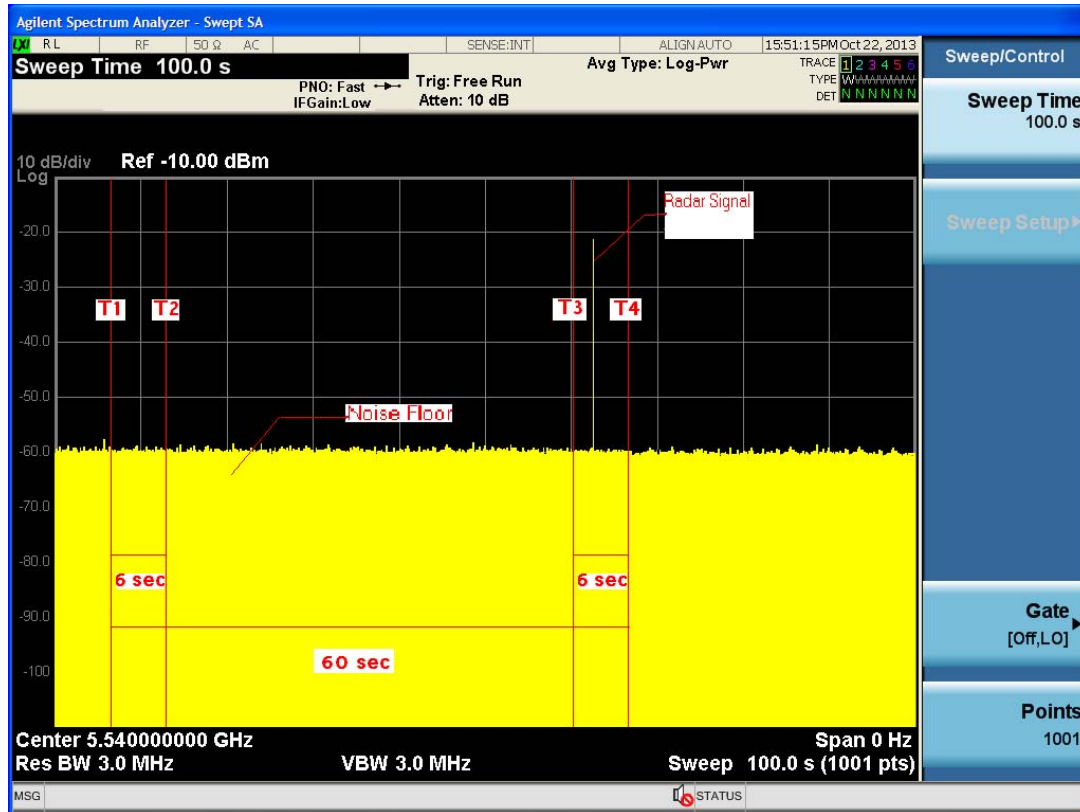 Agilent Spectrum Analyzer - Swept SA
LXI RL RF 50 Ω AC SENSE:INT ALIGN AUTO 15:51:15PM Oct 22, 2013
Sweep Time 100.0 s
PNO: Fast
IFGain:Low
Trig: Free Run
Atten: 10 dB
Avg Type: Log-Pwr
TRACE 1 2 3 4 5 6
TYPE
DET N N N N N N
10 dB/div
Log
Ref -10.00 dBm
Radar Signal
-20.0
-30.0
T1 T2 T3 T4
-40.0
-50.0
Noise Floor
-60.0
-70.0
-80.0
6 sec 6 sec
-90.0
60 sec
-100
Center 5.540000000 GHz Span 0 Hz
Res BW 3.0 MHz VBW 3.0 MHz Sweep 100.0 s (1001 pts)
MSG STATUS
Sweep/Control
Sweep Time
100.0 s
Sweep Setup
Gate
[Off,LO]
Points
1001